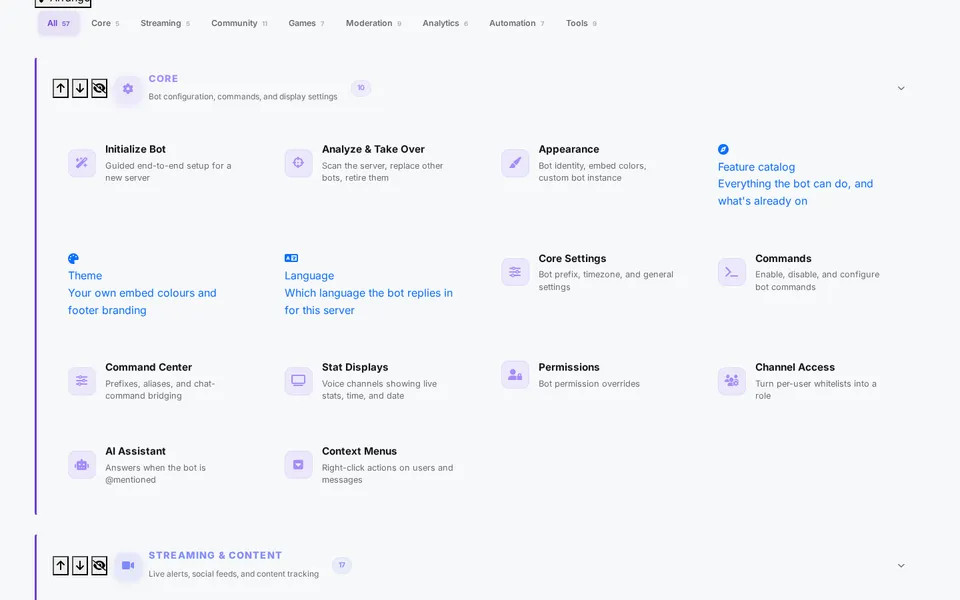 All 57
Core 5
Streaming 5
Community 11
Games 7
Moderation 9
Analytics 6
Automation 7
Tools 9
CORE
Bot configuration, commands, and display settings
10
Initialize Bot
Guided end-to-end setup for a
new server
Analyze & Take Over
Scan the server, replace other
bots, retire them
Appearance
Bot identity, embed colors,
custom bot instance
Feature catalog
Everything the bot can do, and
what's already on
Theme
Your own embed colours and
footer branding
Language
Which language the bot replies in
for this server
Core Settings
Bot prefix, timezone, and general
settings
Commands
Enable, disable, and configure
bot commands
Command Center
Prefixes, aliases, and chat-
command bridging
Stat Displays
Voice channels showing live
stats, time, and date
Permissions
Bot permission overrides
Channel Access
Turn per-user whitelists into a
role
AI Assistant
Answers when the bot is
@mentioned
Context Menus
Right-click actions on users and
messages
STREAMING & CONTENT
Live alerts, social feeds, and content tracking
17